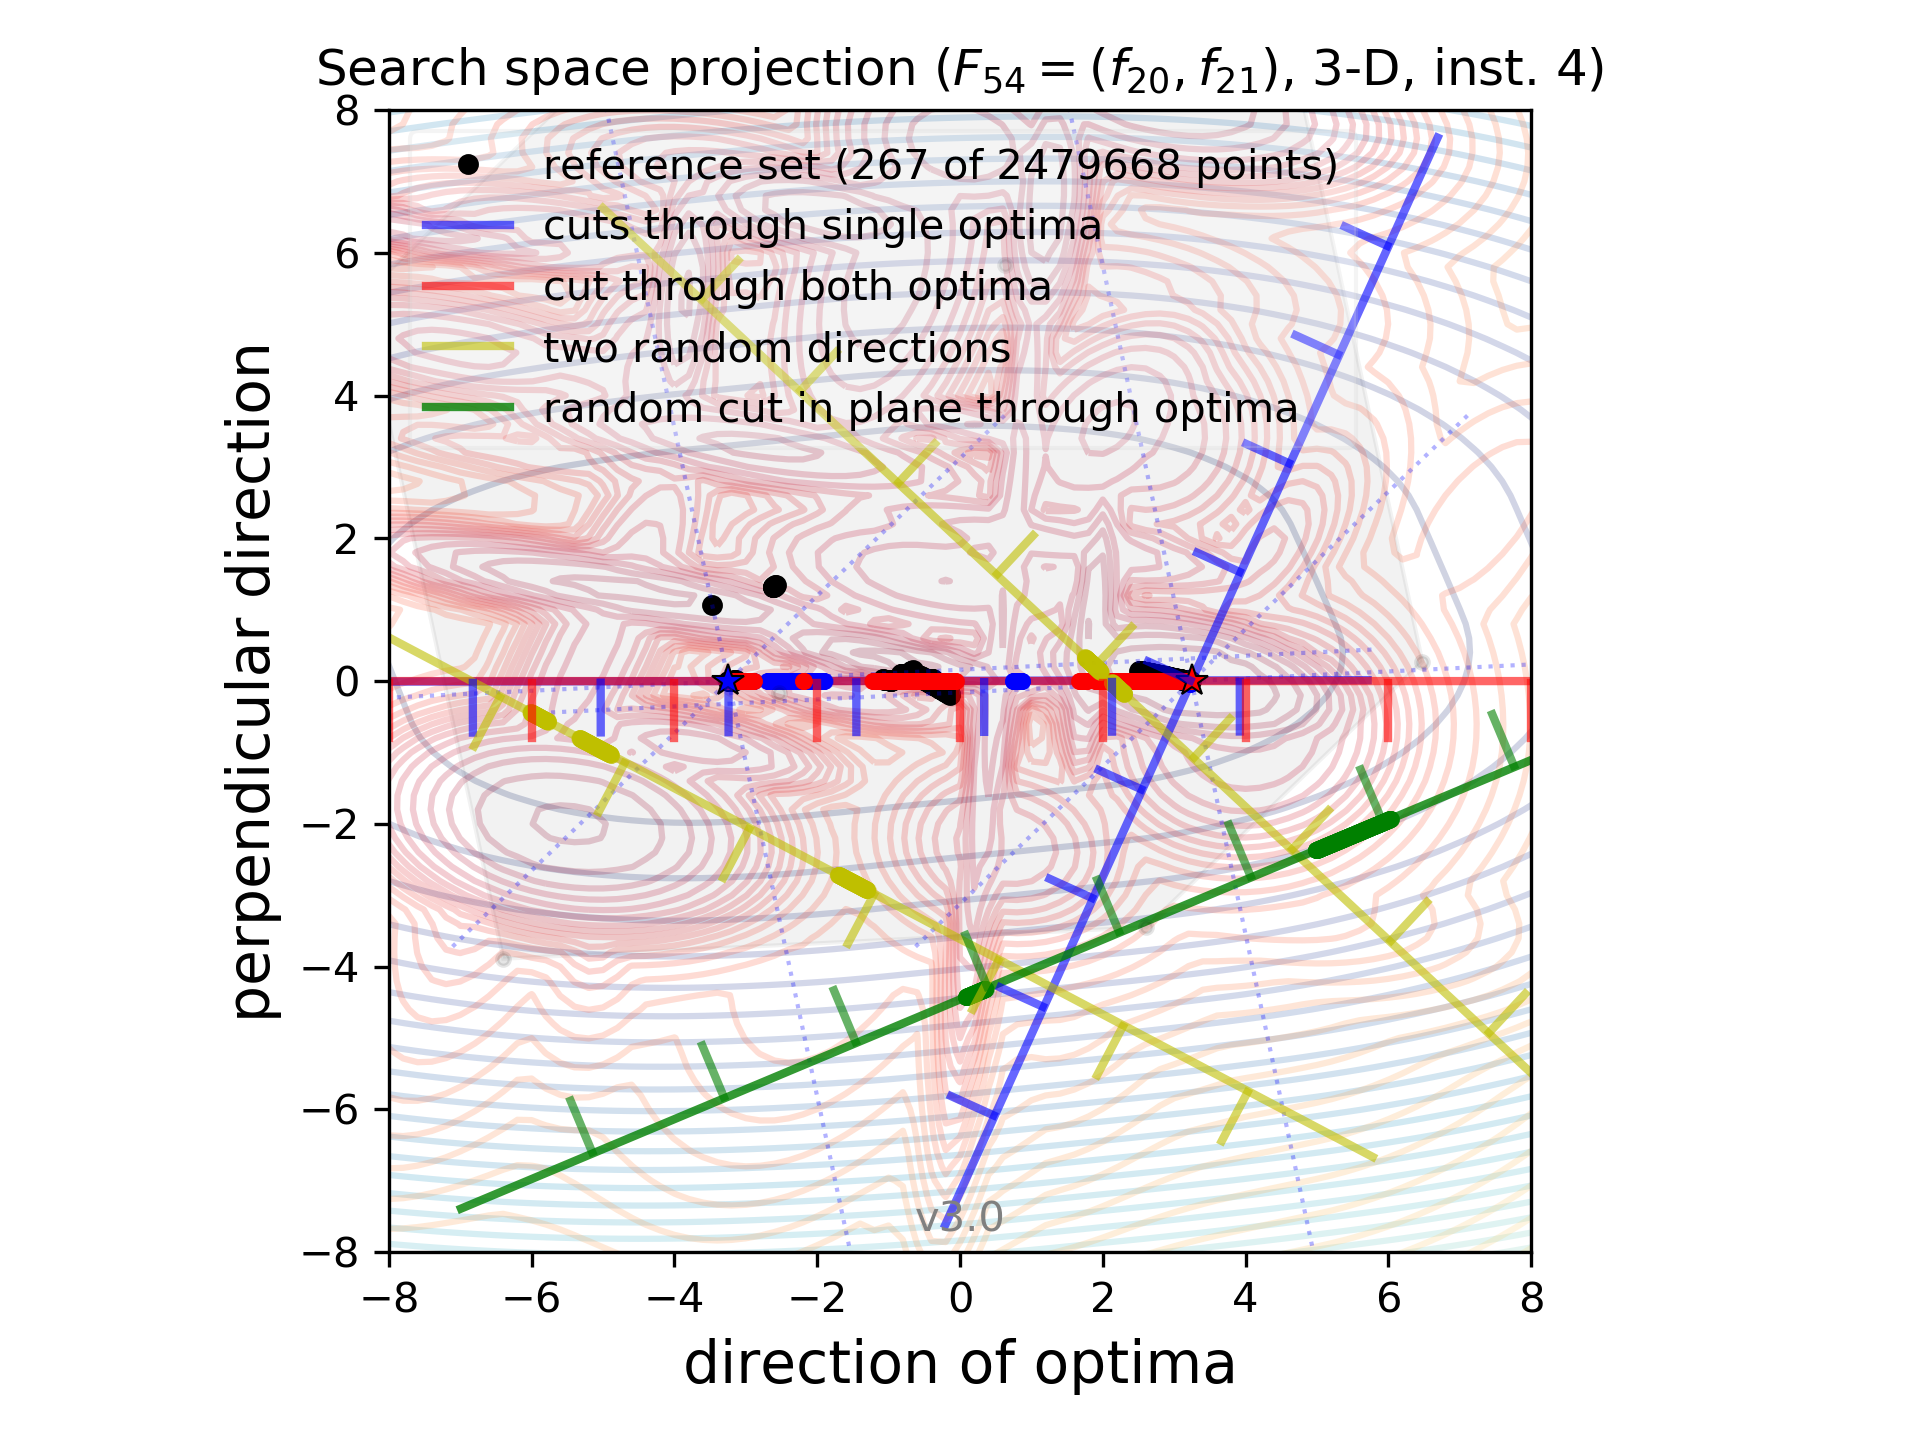 Search space projection (F₅₄ = (f₂₀, f₂₁), 3-D, inst. 4)
reference set (267 of 2479668 points)
cuts through single optima
cut through both optima
two random directions
random cut in plane through optima
8
6
4
2
0
−2
−4
−6
−8
perpendicular direction
v3.0
−8 −6 −4 −2 0 2 4 6 8
direction of optima